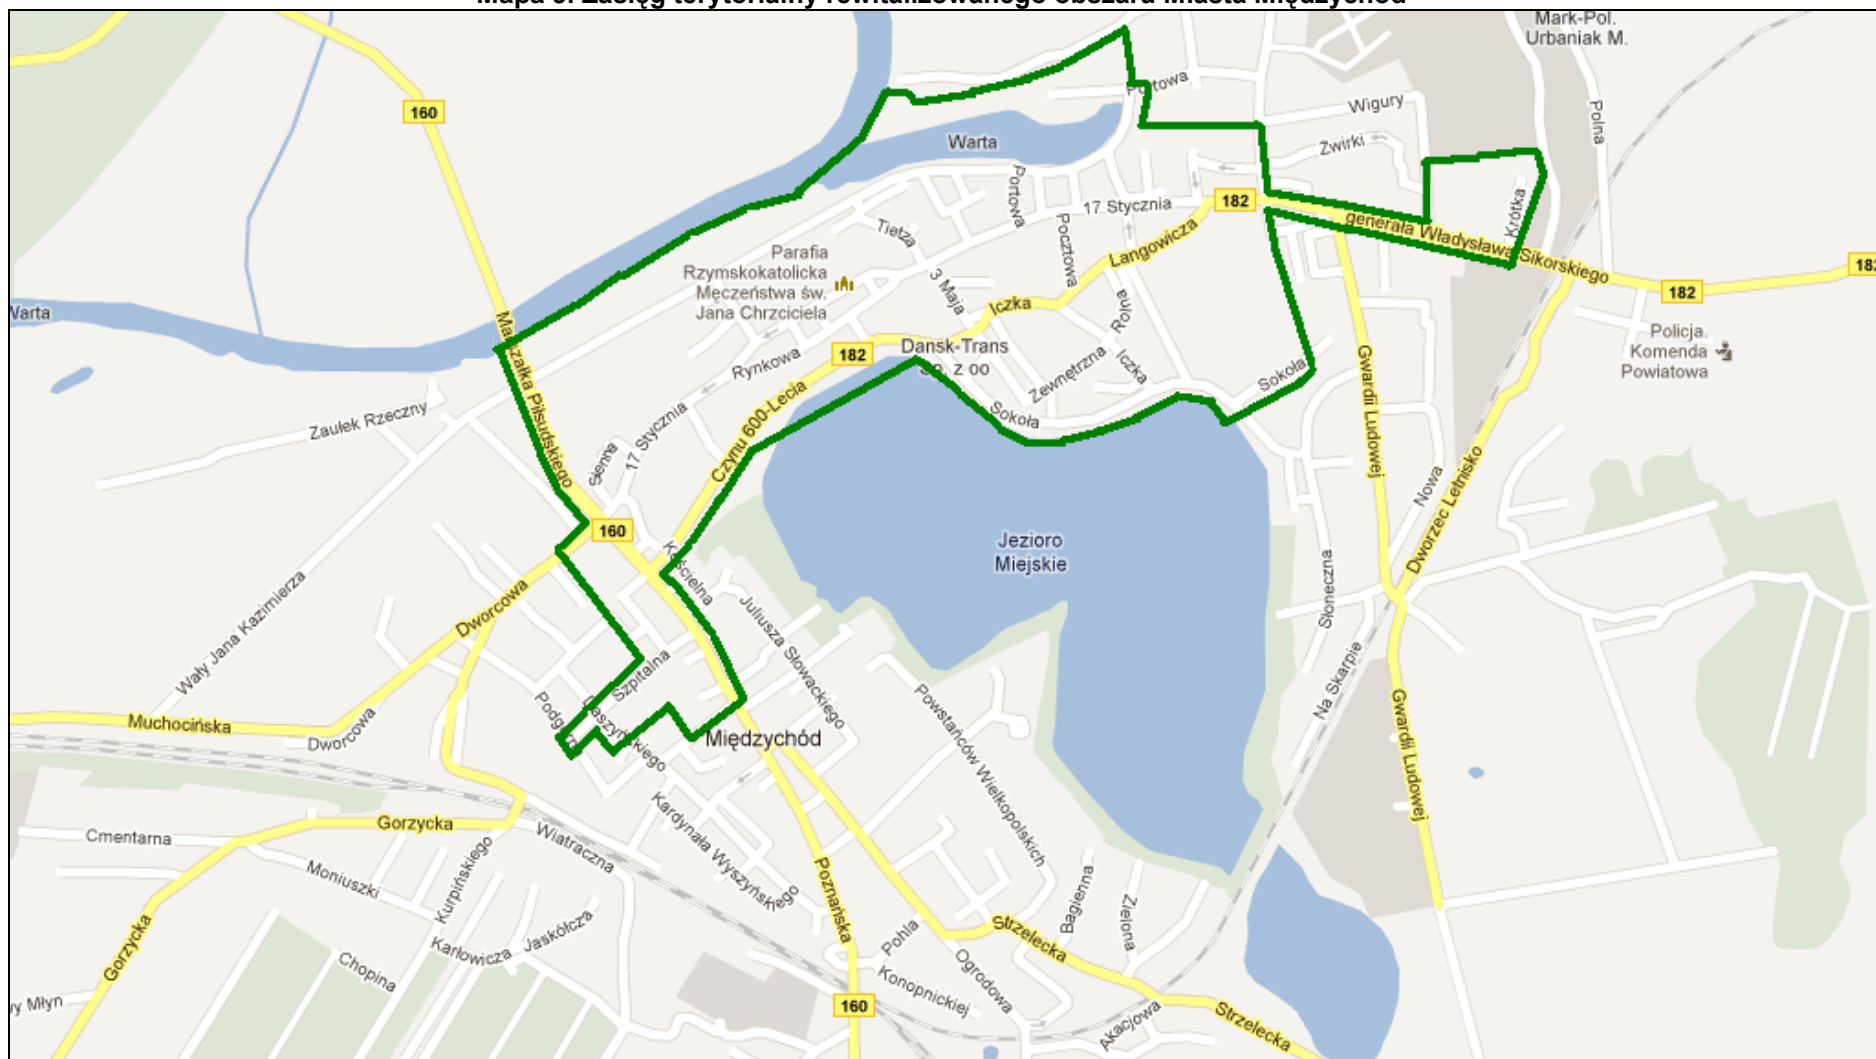 Mark-Pol.
Urbaniak M.
160
Portowa
Wigury
Polna
Warta
Żwirki
Portowa
182
17 Stycznia
Krótka
Tietza
Pocztowa
Langowicza
generała Władysława Sikorskiego
Parafia
Rzymskokatolicka
Męczeństwa św.
Jana Chrzciciela
182
182
3 Maja
Iczka
Rolna
Warta
Marszałka Piłsudskiego
Policja.
Komenda
Powiatowa
Dansk-Trans
Sp. z oo
182
Rynkowa
Zewnętrzna
Iczka
Sokoła
Gwardii Ludowej
Zaułek Rzeczny
17 Stycznia
Czynu 600-Lecia
Sokoła
Sienna
Nowa
Dworzec Letnisko
160
Jezioro
Miejskie
Kościelna
Dworcowa
Juliusza Słowackiego
Słoneczna
Wały Jana Kazimierza
Szpitalna
Na Skarpie
Powstańców Wielkopolskich
Daszyńskiego
Muchocińska
Dworcowa
Międzychód
Gwardii Ludowej
Kardynała Wyszyńskiego
Cmentarna
Gorzycka
Wiatraczna
Moniuszki
Kurpińskiego
Poznańska
Bagienna
Zielona
Gorzycka
Karłowicza
Jaskółcza
Chopina
Pohla
Strzelecka
Konopnickiej
Ogrodowa
160
Akacjowa
Strzelecka